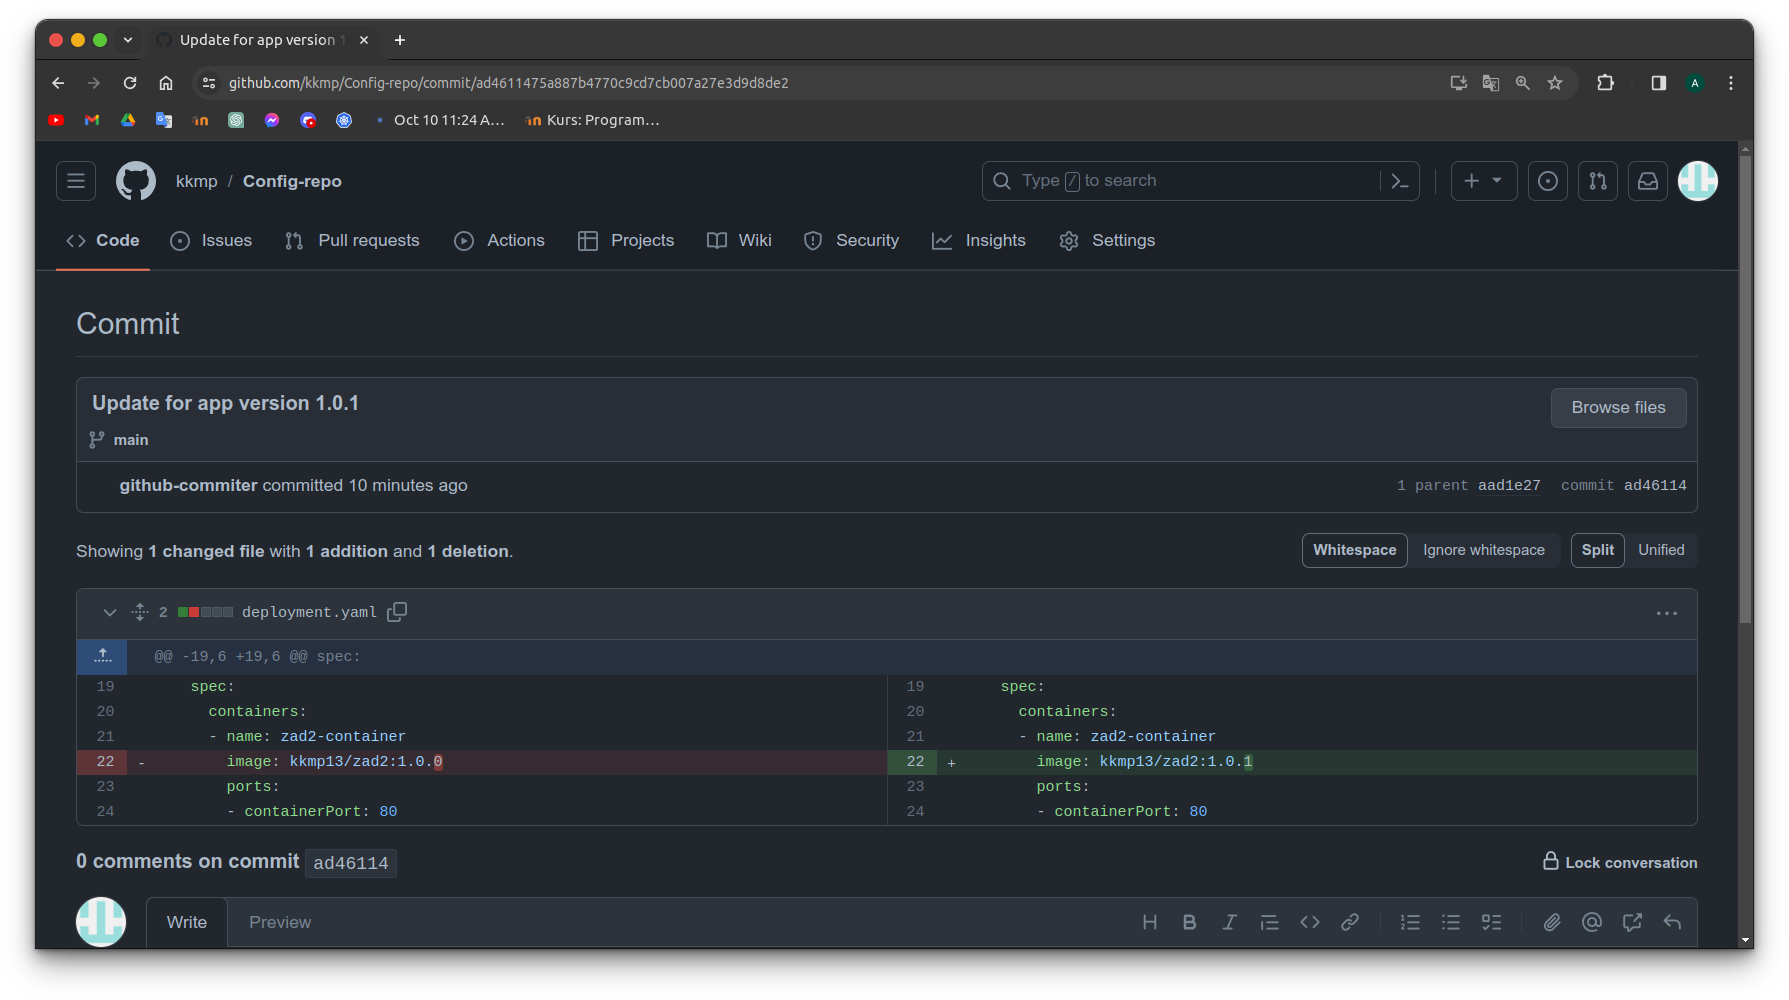 Update for app version 1
github.com/kkmp/Config-repo/commit/ad4611475a887b4770c9cd7cb007a27e3d9d8de2
A
Oct 10 11:24 A...
Kurs: Program...
kkmp / Config-repo
Type / to search
Code Issues Pull requests Actions Projects Wiki Security Insights Settings
Commit
Update for app version 1.0.1
Browse files
main
github-commiter committed 10 minutes ago
1 parent aad1e27 commit ad46114
Showing 1 changed file with 1 addition and 1 deletion.
Whitespace Ignore whitespace Split Unified
2 deployment.yaml
@@ -19,6 +19,6 @@ spec:
19 spec: 19 spec:
20 containers: 20 containers:
21 - name: zad2-container 21 - name: zad2-container
22 - image: kkmp13/zad2:1.0.0 22 + image: kkmp13/zad2:1.0.1
23 ports: 23 ports:
24 - containerPort: 80 24 - containerPort: 80
0 comments on commit ad46114
Lock conversation
Write Preview